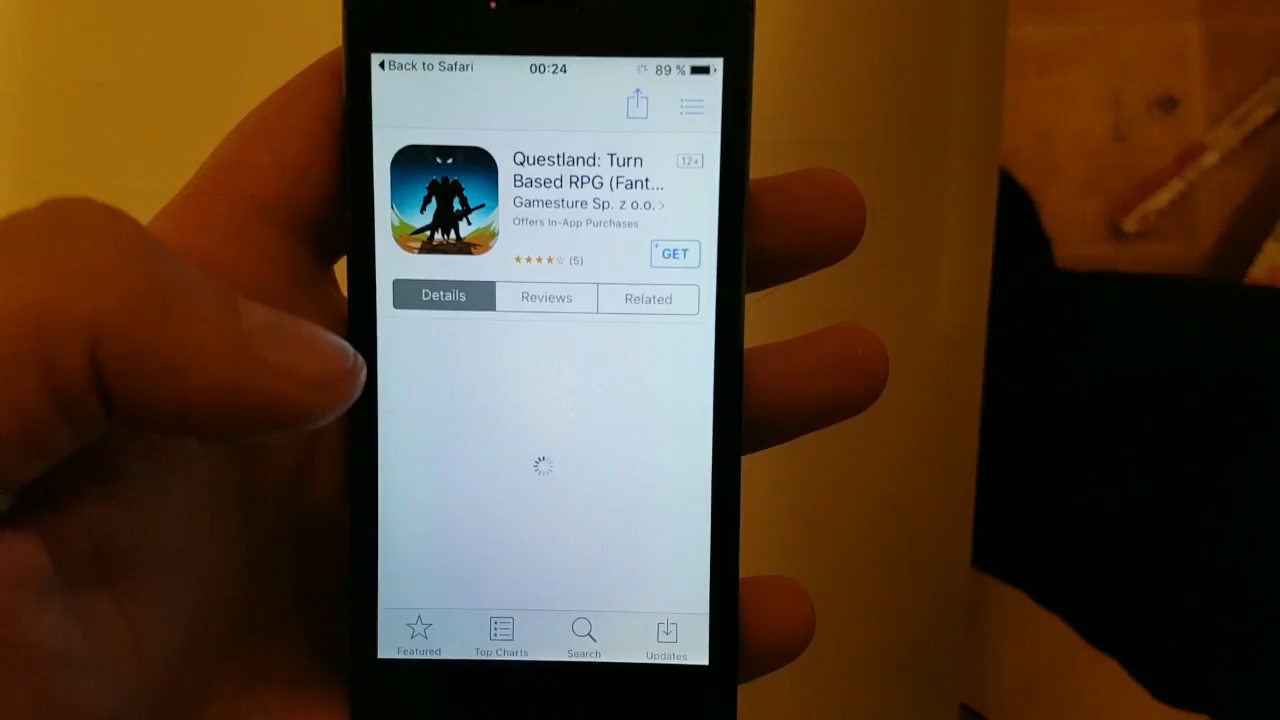 Back to Safari 00:24 89 %
Questland: Turn 12+
Based RPG (Fant...
Gamesture Sp. z o.o.
Offers In-App Purchases
(5) + GET
Details Reviews Related
Featured Top Charts Search Updates